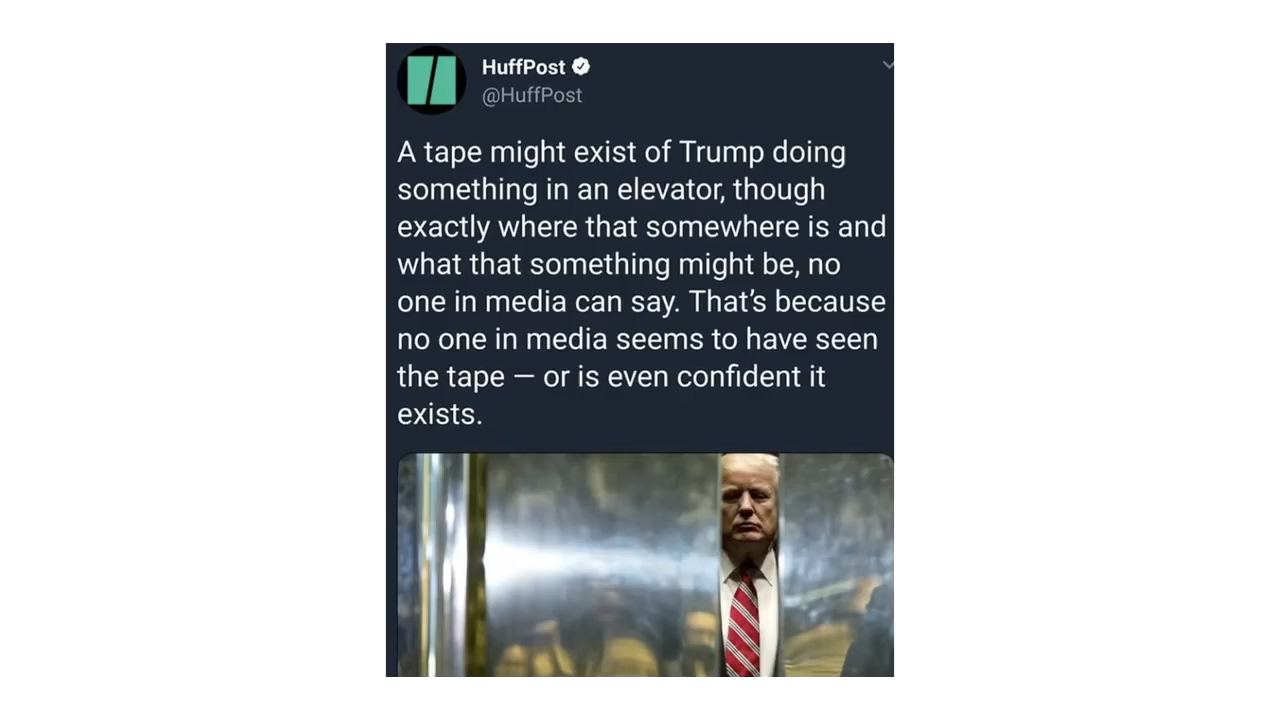 HuffPost
@HuffPost
A tape might exist of Trump doing
something in an elevator, though
exactly where that somewhere is and
what that something might be, no
one in media can say. That’s because
no one in media seems to have seen
the tape — or is even confident it
exists.